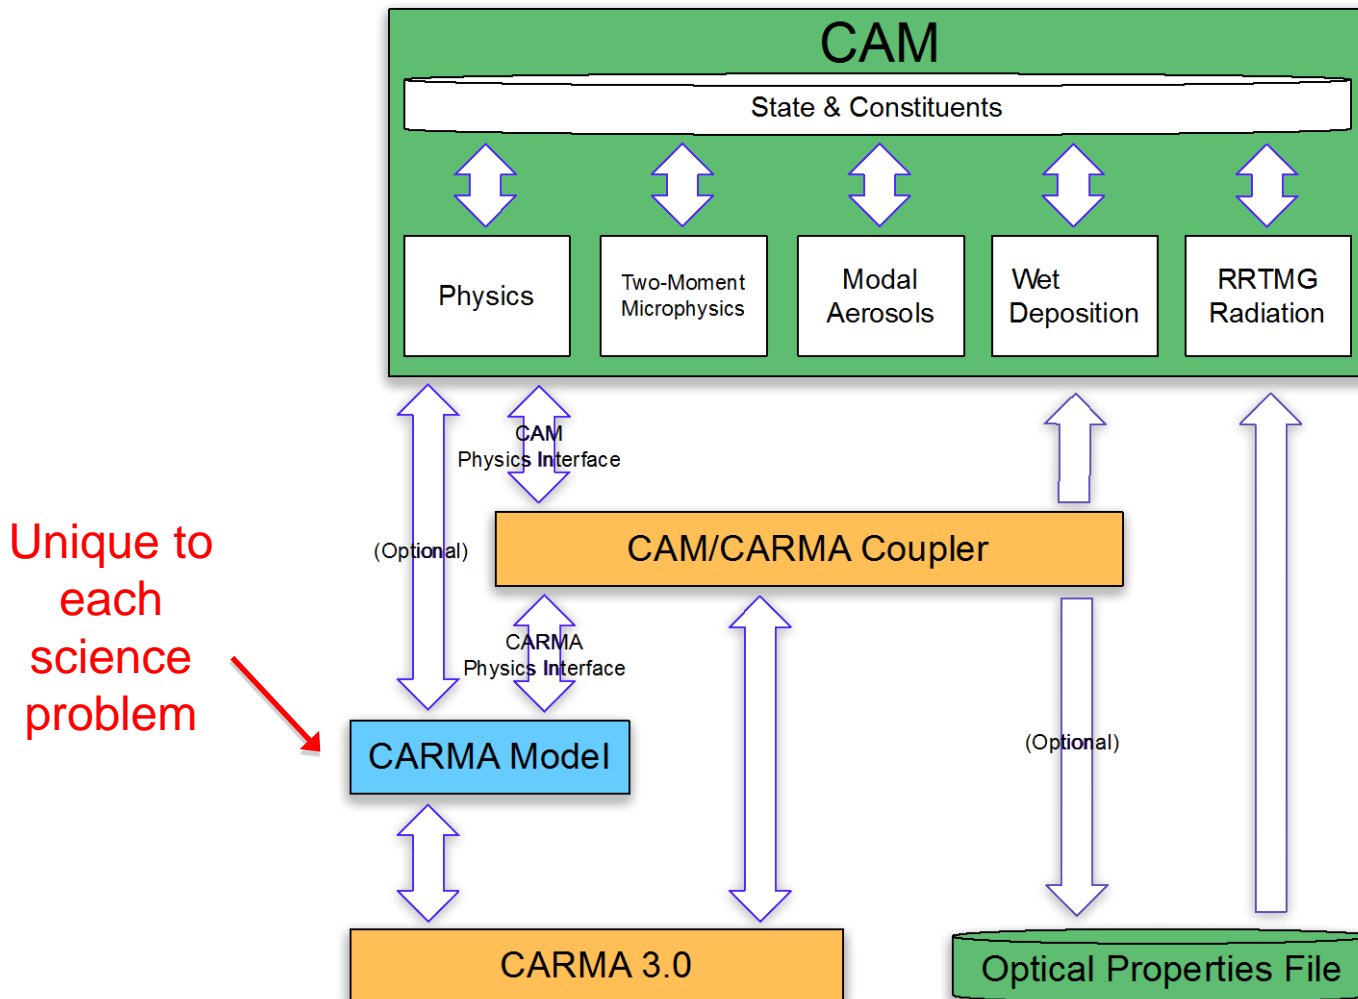 CAM
State & Constituents
Physics
Two-Moment
Microphysics
Modal
Aerosols
Wet
Deposition
RRTMG
Radiation
CAM
Physics Interface
(Optional)
CAM/CARMA Coupler
Unique to
each
science
problem
CARMA
Physics Interface
CARMA Model
(Optional)
CARMA 3.0
Optical Properties File